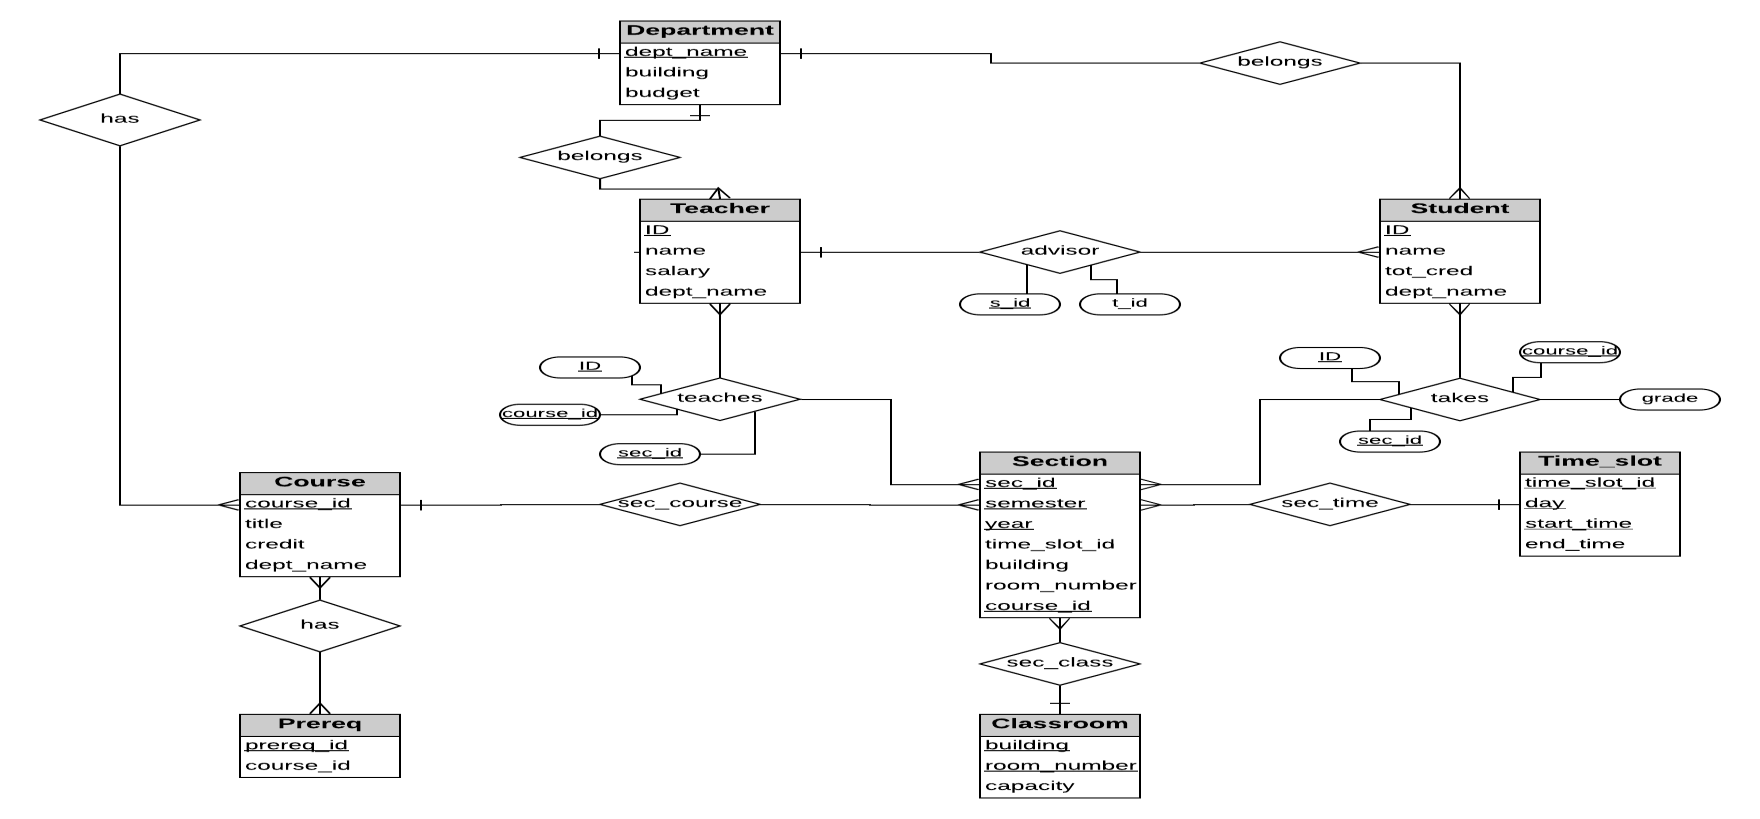 Department
dept_name
building
budget
belongs
has
belongs
Teacher
ID
name
salary
dept_name
advisor
s_id
t_id
Student
ID
name
tot_cred
dept_name
ID
course_id
teaches
sec_id
ID
course_id
takes
grade
sec_id
Course
course_id
title
credit
dept_name
sec_course
Section
sec_id
semester
year
time_slot_id
building
room_number
course_id
sec_time
Time_slot
time_slot_id
day
start_time
end_time
has
sec_class
Prereq
prereq_id
course_id
Classroom
building
room_number
capacity